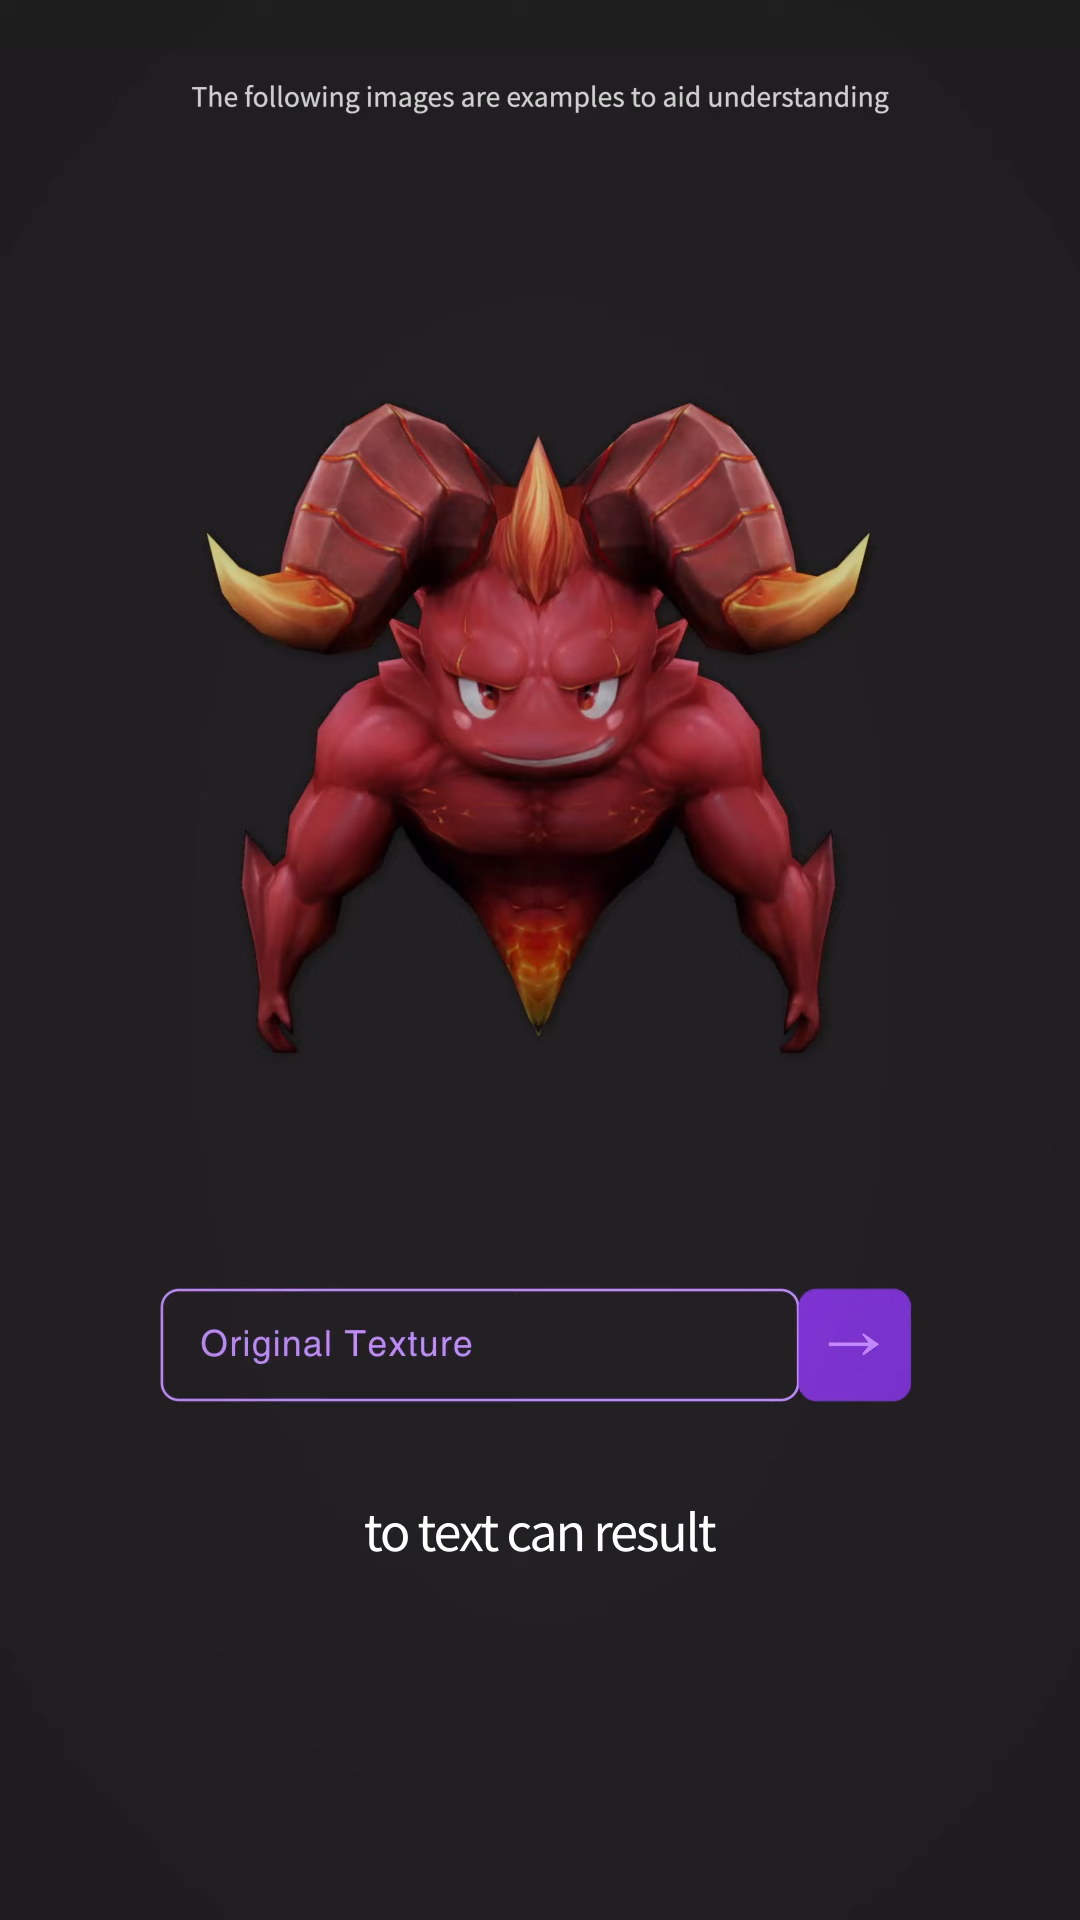 The following images are examples to aid understanding
Original Texture
to text can result